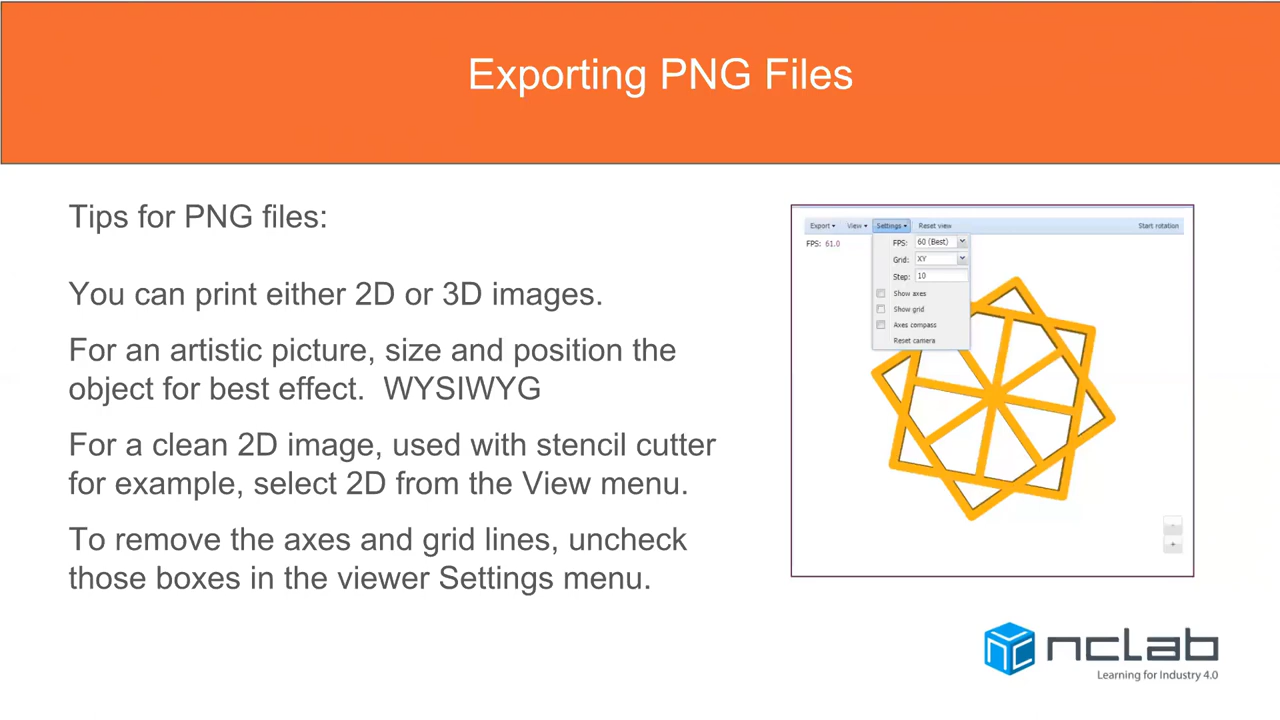 Exporting PNG Files
Tips for PNG files:
You can print either 2D or 3D images.
For an artistic picture, size and position the
object for best effect.  WYSIWYG
For a clean 2D image, used with stencil cutter
for example, select 2D from the View menu.
To remove the axes and grid lines, uncheck
those boxes in the viewer Settings menu.
Export View Settings Reset view Start rotation
FPS: 61.0
FPS: 60 (Best)
Grid: XY
Step: 10
Show axes
Show grid
Axes compass
Reset camera
-
+
nclab
Learning for Industry 4.0